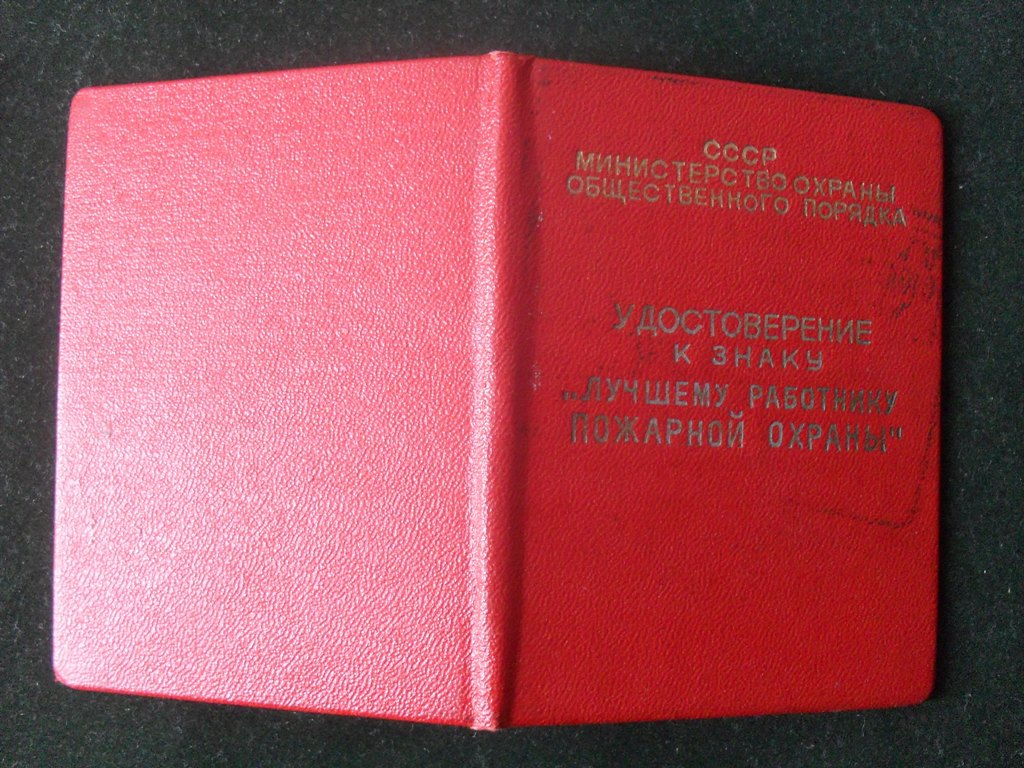 СССР
МИНИСТЕРСТВО ОХРАНЫ
ОБЩЕСТВЕННОГО ПОРЯДКА
УДОСТОВЕРЕНИЕ
К ЗНАКУ
„ЛУЧШЕМУ РАБОТНИКУ
ПОЖАРНОЙ ОХРАНЫ"